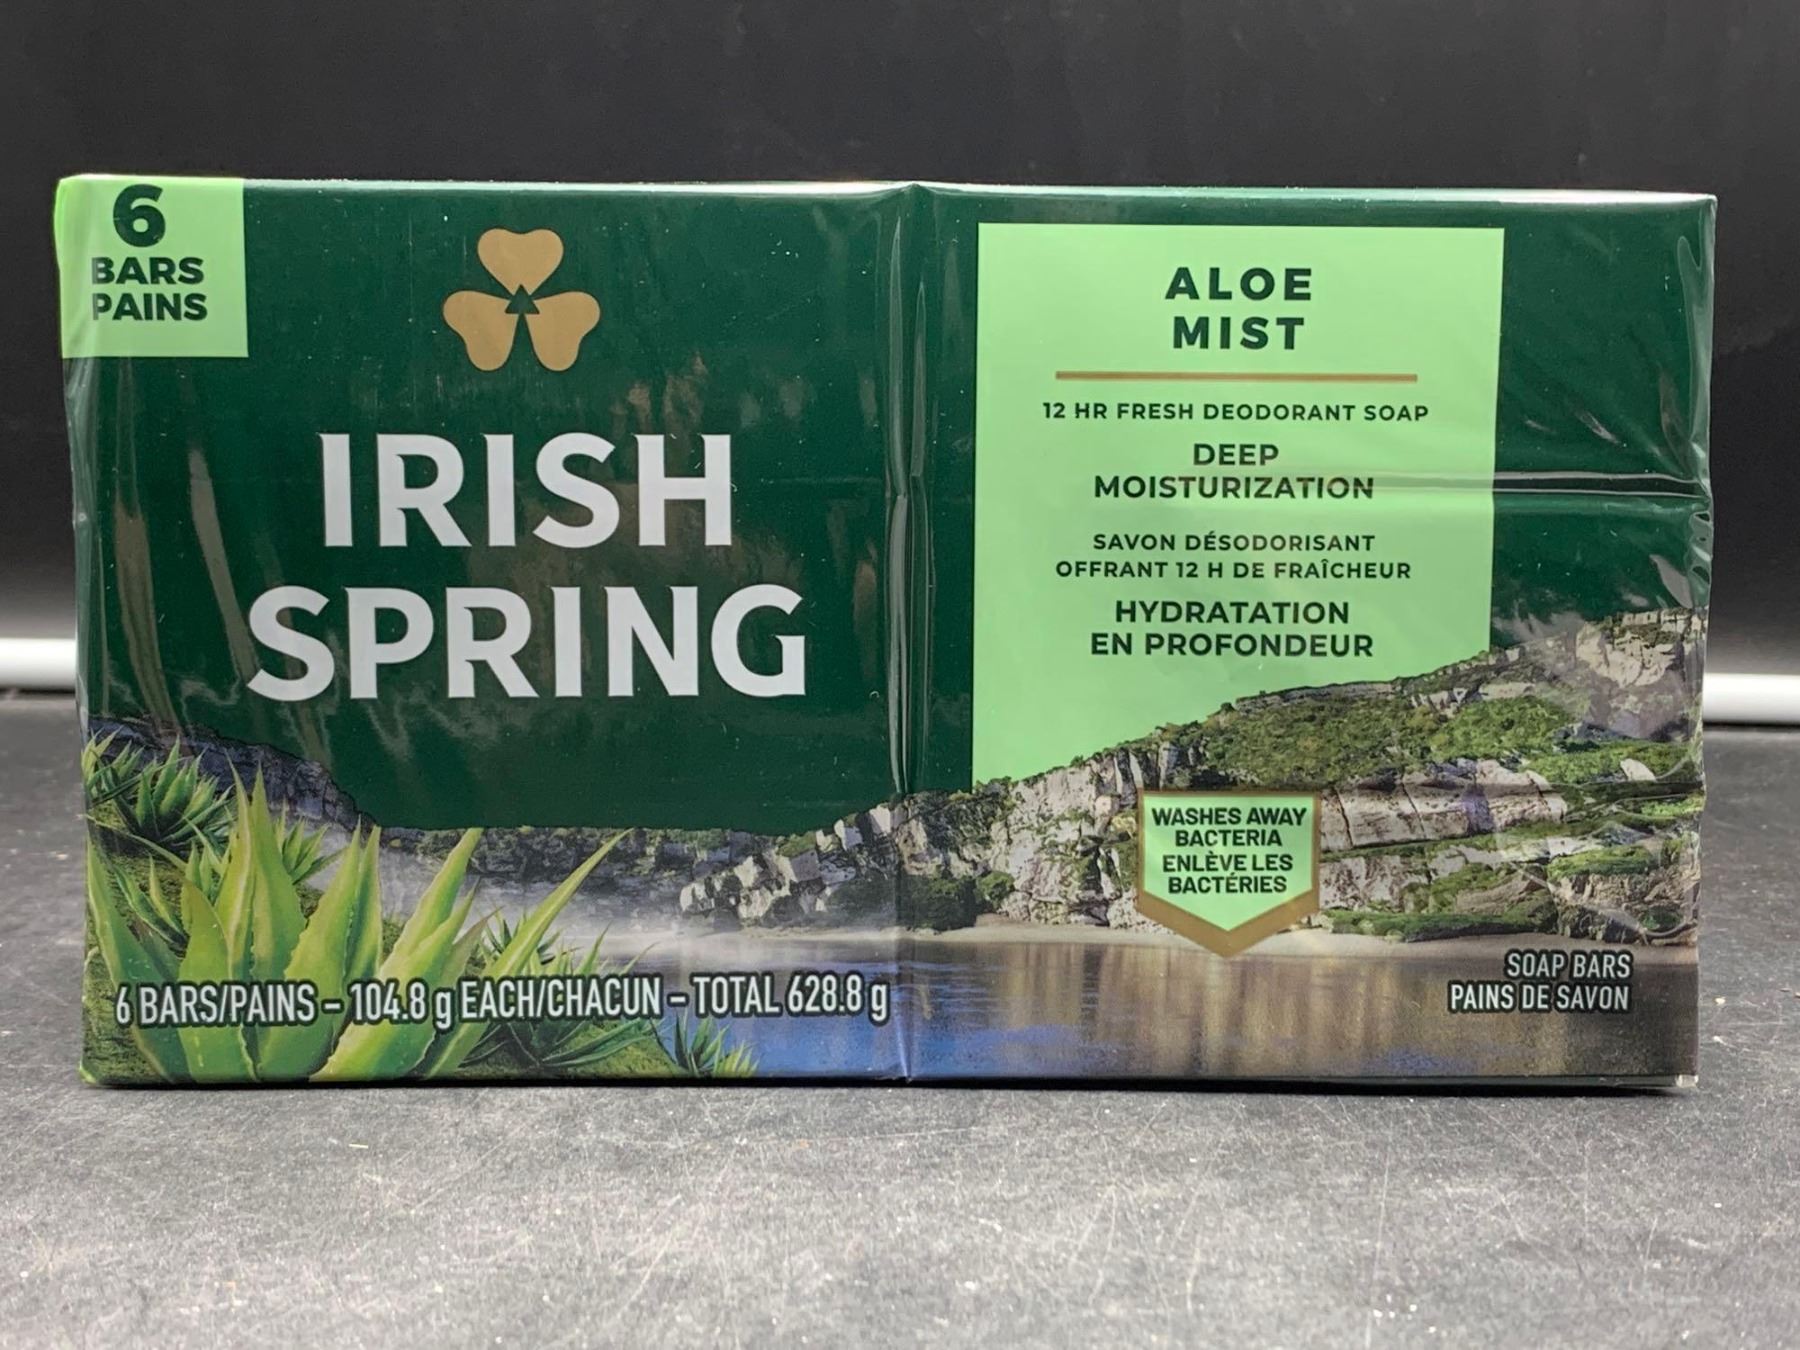 6
BARS
PAINS
IRISH
SPRING
6 BARS/PAINS – 104.8 g EACH/CHACUN – TOTAL 628.8 g
ALOE
MIST
12 HR FRESH DEODORANT SOAP
DEEP
MOISTURIZATION
SAVON DÉSODORISANT
OFFRANT 12 H DE FRAÎCHEUR
HYDRATATION
EN PROFONDEUR
WASHES AWAY
BACTERIA
ENLÈVE LES
BACTÉRIES
SOAP BARS
PAINS DE SAVON